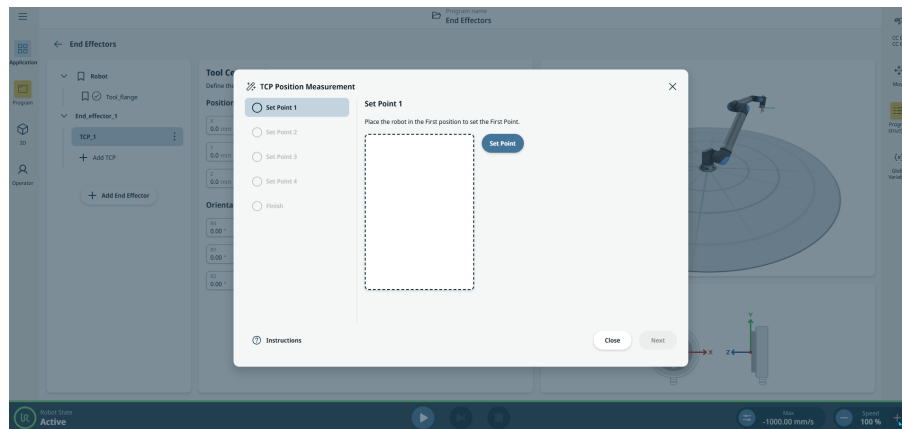 Program name
End Effectors
End Effectors
Application
Program
3D
Operator
Robot
Tool_flange
End_effector_1
TCP_1
Add TCP
Add End Effector
Define the
Position
X
0.0 mm
Y
0.0 mm
Z
0.0 mm
RX
0.00 °
RY
0.00 °
RZ
0.00 °
TCP Position Measurement
Set Point 1
Set Point 2
Set Point 3
Set Point 4
Finish
Set Point 1
Place the robot in the First position to set the First Point.
Set Point
Instructions
Close
Next
Y
X
Z
Robot State
Active
Max
-1000.00 mm/s
Speed
100 %